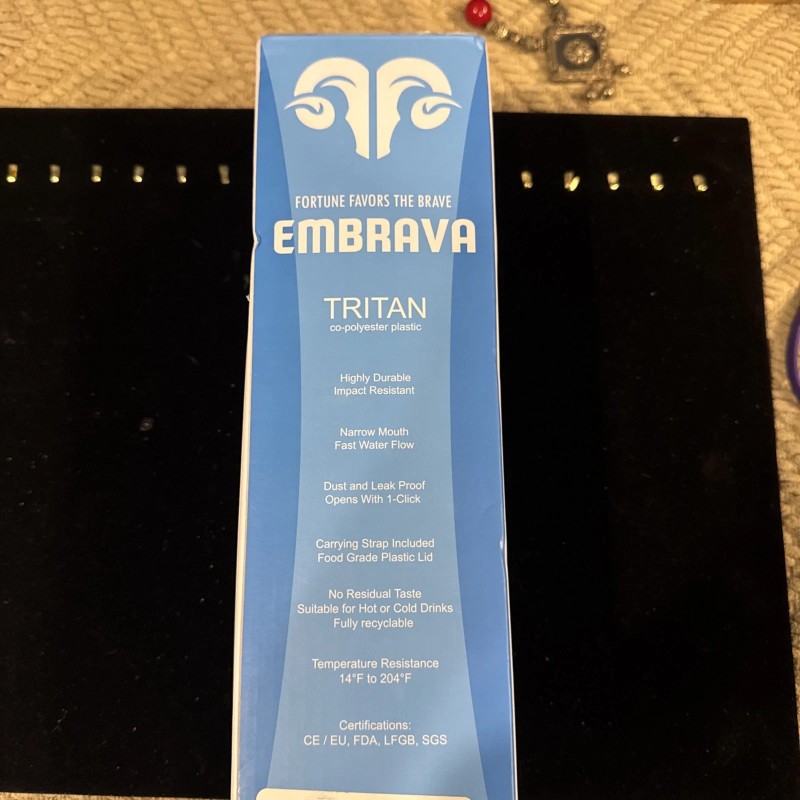 FORTUNE FAVORS THE BRAVE
EMBRAVA
TRITAN
co-polyester plastic
Highly Durable
Impact Resistant
Narrow Mouth
Fast Water Flow
Dust and Leak Proof
Opens With 1-Click
Carrying Strap Included
Food Grade Plastic Lid
No Residual Taste
Suitable for Hot or Cold Drinks
Fully recyclable
Temperature Resistance
14°F to 204°F
Certifications:
CE / EU, FDA, LFGB, SGS